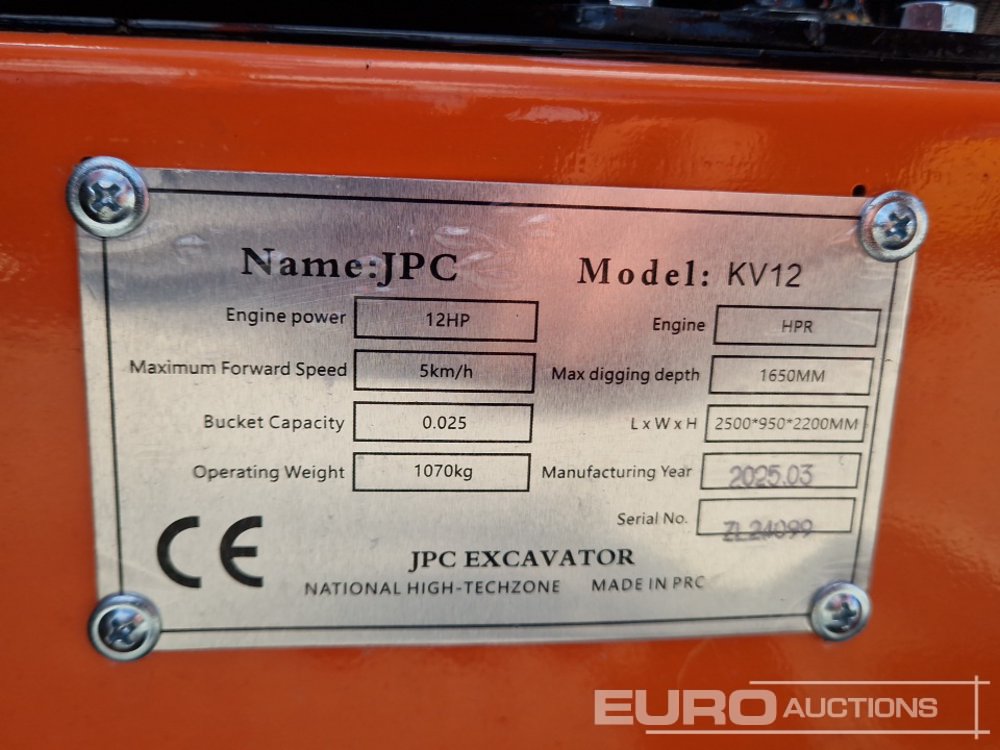 Name: JPC Model: KV12
Engine power 12HP Engine HPR
Maximum Forward Speed 5km/h Max digging depth 1650MM
Bucket Capacity 0.025 L x W x H 2500*950*2200MM
Operating Weight 1070kg Manufacturing Year 2025.03
Serial No. ZL24099
CE
JPC EXCAVATOR
NATIONAL HIGH-TECHZONE MADE IN PRC
EURO AUCTIONS